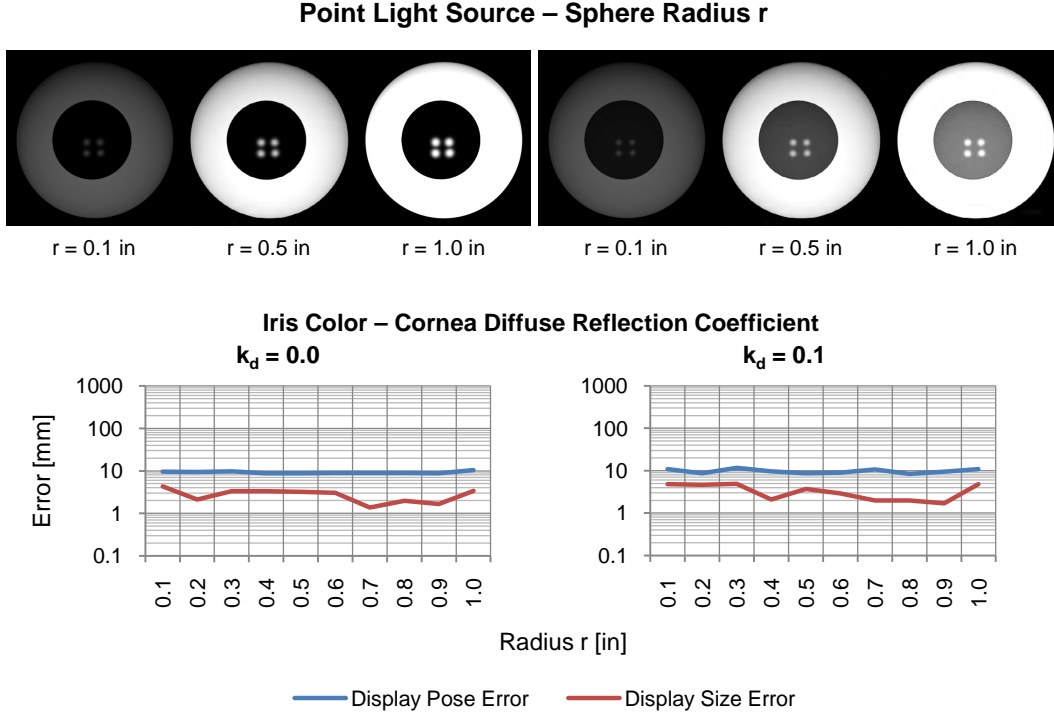 Point Light Source – Sphere Radius r
r = 0.1 in r = 0.5 in r = 1.0 in r = 0.1 in r = 0.5 in r = 1.0 in
Iris Color – Cornea Diffuse Reflection Coefficient
kd = 0.0 kd = 0.1
Error [mm]
1000
100
10
1
0.1
0.1 0.2 0.3 0.4 0.5 0.6 0.7 0.8 0.9 1.0
1000
100
10
1
0.1
0.1 0.2 0.3 0.4 0.5 0.6 0.7 0.8 0.9 1.0
Radius r [in]
Display Pose Error Display Size Error